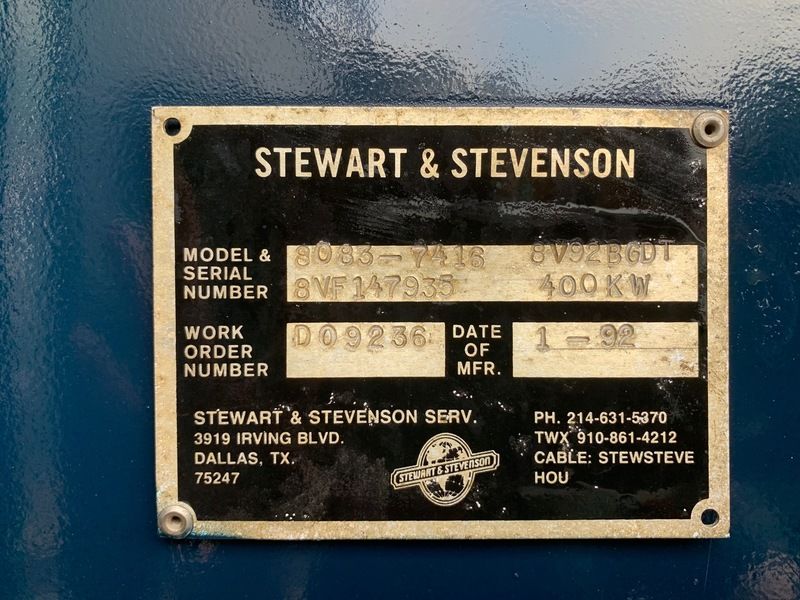 STEWART & STEVENSON
MODEL & SERIAL NUMBER
8083-7416 8V92B6DT
8VF147935 400KW
WORK ORDER NUMBER
D09236
DATE OF MFR.
1-92
STEWART & STEVENSON SERV.
3919 IRVING BLVD.
DALLAS, TX.
75247
STEWART & STEVENSON
PH. 214-631-5370
TWX 910-861-4212
CABLE: STEWSTEVE
HOU